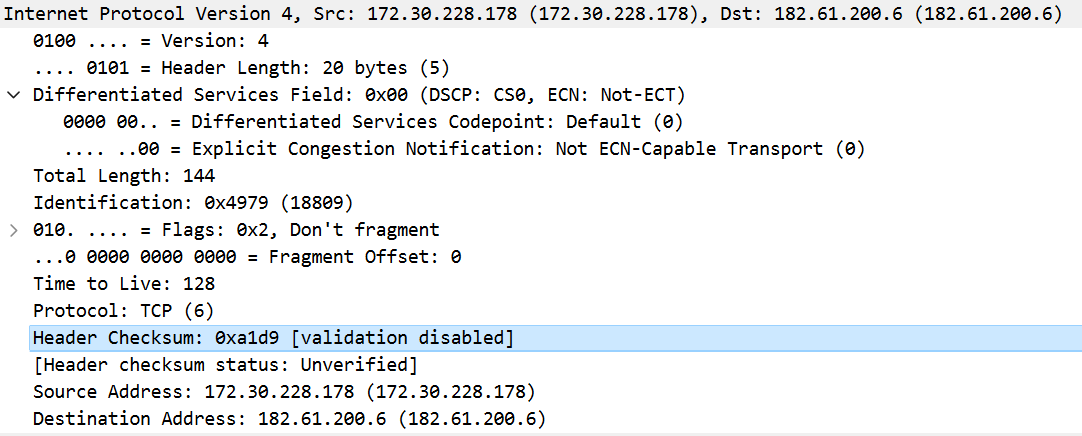 Internet Protocol Version 4, Src: 172.30.228.178 (172.30.228.178), Dst: 182.61.200.6 (182.61.200.6)
0100 .... = Version: 4
.... 0101 = Header Length: 20 bytes (5)
Differentiated Services Field: 0x00 (DSCP: CS0, ECN: Not-ECT)
0000 00.. = Differentiated Services Codepoint: Default (0)
.... ..00 = Explicit Congestion Notification: Not ECN-Capable Transport (0)
Total Length: 144
Identification: 0x4979 (18809)
010. .... = Flags: 0x2, Don't fragment
...0 0000 0000 0000 = Fragment Offset: 0
Time to Live: 128
Protocol: TCP (6)
Header Checksum: 0xa1d9 [validation disabled]
[Header checksum status: Unverified]
Source Address: 172.30.228.178 (172.30.228.178)
Destination Address: 182.61.200.6 (182.61.200.6)